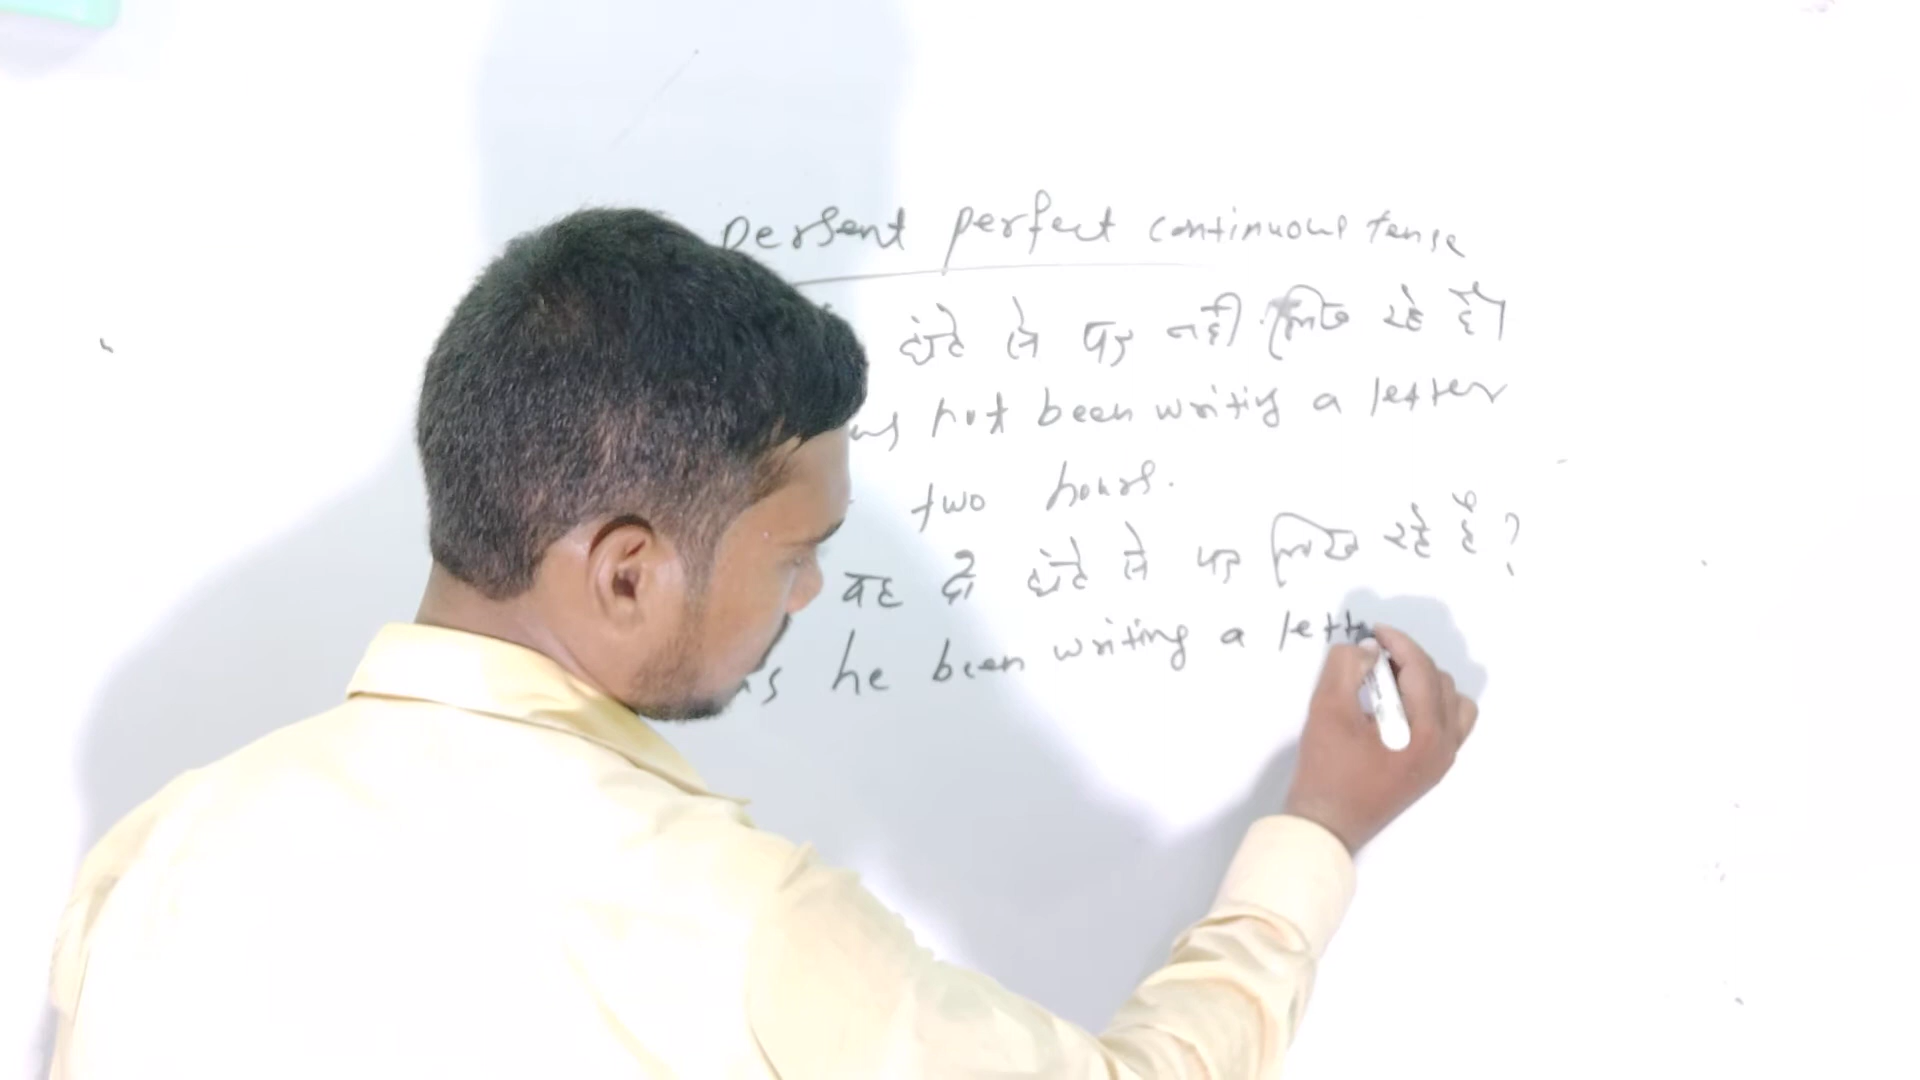 Persent perfect continuous tense
घंटे से पत्र नहीं लिख रहे हैं।
not been writing a letter
two hours.
वह दो घंटे से पत्र लिख रहे हैं ?
he been writing a lette